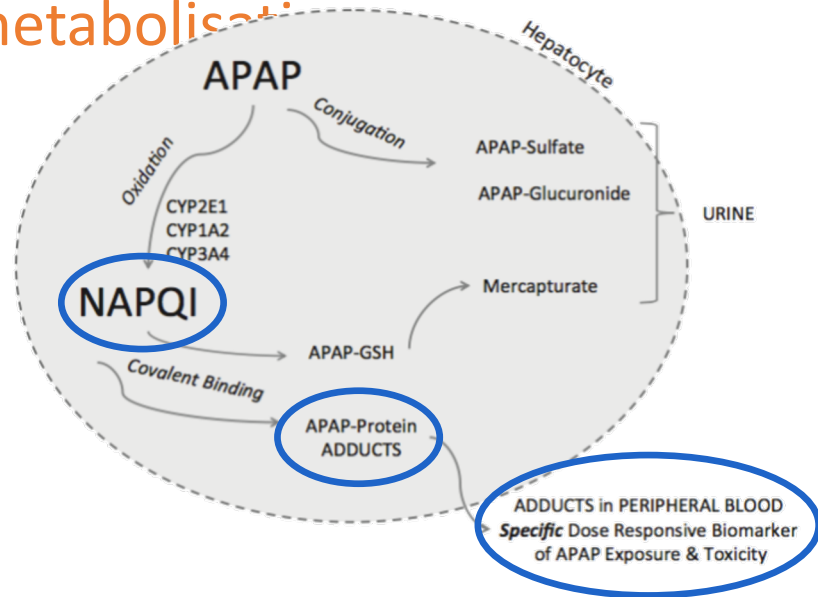 APAP
Hepatocyte
Conjugation
Oxidation
APAP-Sulfate
APAP-Glucuronide
URINE
CYP2E1
CYP1A2
CYP3A4
NAPQI
Mercapturate
APAP-GSH
Covalent Binding
APAP-Protein
ADDUCTS
ADDUCTS in PERIPHERAL BLOOD
Specific Dose Responsive Biomarker
of APAP Exposure & Toxicity